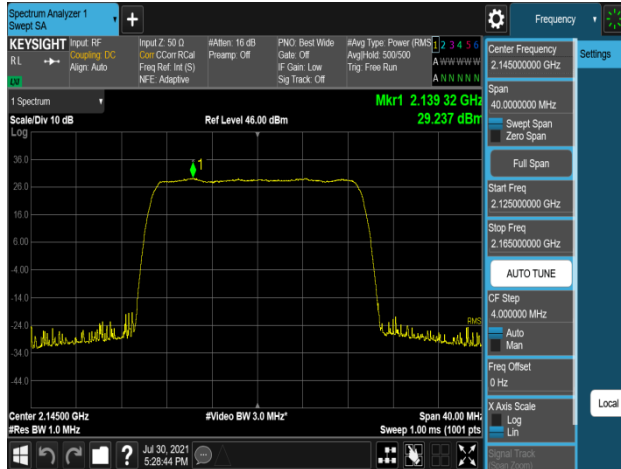 Spectrum Analyzer 1
Swept SA
Frequency
KEYSIGHT
RL
Input: RF
Coupling: DC
Align: Auto
Input Z: 50 Ω
Corr CCorr RCal
Freq Ref: Int (S)
NFE: Adaptive
#Atten: 16 dB
Preamp: Off
PNO: Best Wide
Gate: Off
IF Gain: Low
Sig Track: Off
#Avg Type: Power (RMS
Avg|Hold: 500/500
Trig: Free Run
1 2 3 4 5 6
A W W W W W
A N N N N N
Settings
1 Spectrum
Scale/Div 10 dB
Ref Level 46.00 dBm
Mkr1 2.139 32 GHz
29.237 dBm
Log
36.0
26.0
16.0
6.00
-4.00
-14.0
-24.0
-34.0
-44.0
1
RMS
Center 2.14500 GHz
#Res BW 1.0 MHz
#Video BW 3.0 MHz*
Span 40.00 MHz
Sweep 1.00 ms (1001 pts
Center Frequency
2.145000000 GHz
Span
40.0000000 MHz
Swept Span
Zero Span
Full Span
Start Freq
2.125000000 GHz
Stop Freq
2.165000000 GHz
AUTO TUNE
CF Step
4.000000 MHz
Auto
Man
Freq Offset
0 Hz
X Axis Scale
Log
Lin
Signal Track
(Span Zoom)
Local
?
Jul 30, 2021
5:28:44 PM